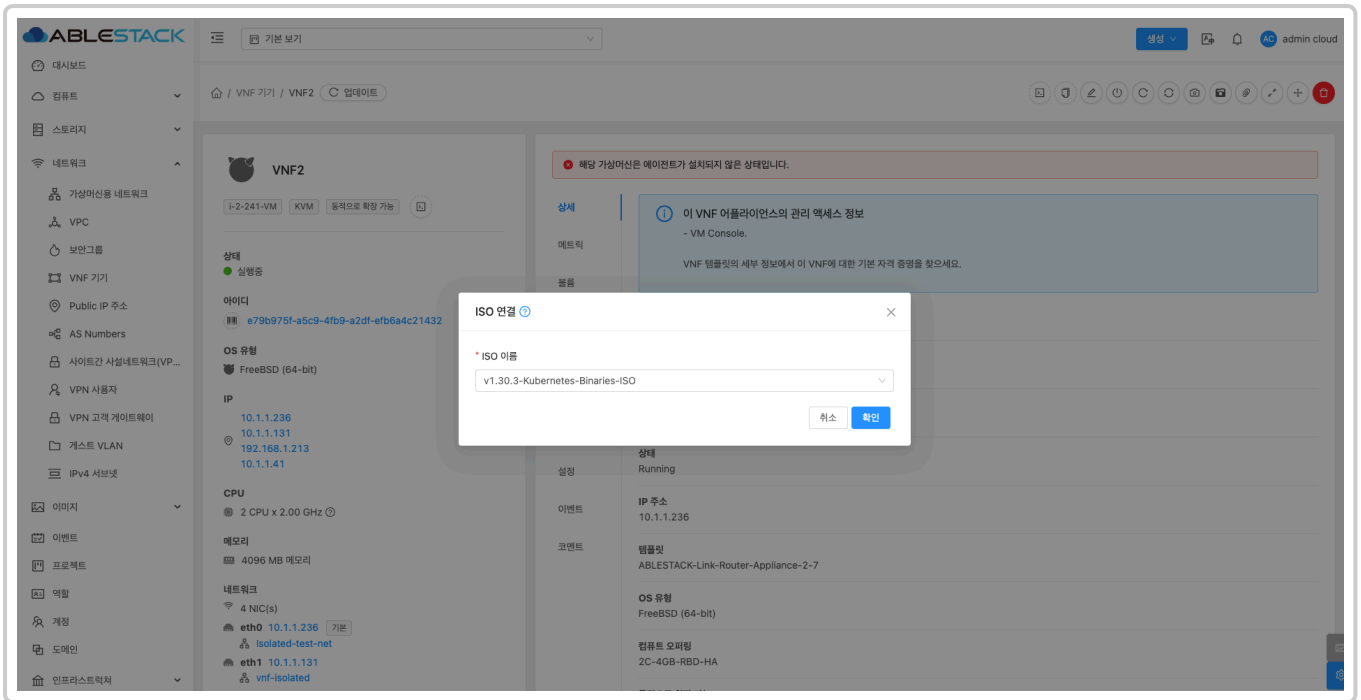 ABLESTACK
기본 보기
생성
AC
admin cloud
대시보드
컴퓨트
스토리지
네트워크
가상머신용 네트워크
VPC
보안그룹
VNF 기기
Public IP 주소
AS Numbers
사이트간 사설네트워크(VP...
VPN 사용자
VPN 고객 게이트웨이
게스트 VLAN
IPv4 서브넷
이미지
이벤트
프로젝트
역할
계정
도메인
인프라스트럭쳐
/ VNF 기기 / VNF2 업데이트
VNF2
i-2-241-VM KVM 동적으로 확장 가능
상태
실행중
아이디
e79b975f-a5c9-4fb9-a2df-efb6a4c21432
OS 유형
FreeBSD (64-bit)
IP
10.1.1.236
10.1.1.131
192.168.1.213
10.1.1.41
CPU
2 CPU x 2.00 GHz
메모리
4096 MB 메모리
네트워크
4 NIC(s)
eth0 10.1.1.236 기본
Isolated-test-net
eth1 10.1.1.131
vnf-isolated
해당 가상머신은 에이전트가 설치되지 않은 상태입니다.
상세
메트릭
볼륨
설정
이벤트
코멘트
이 VNF 어플라이언스의 관리 액세스 정보
- VM Console.
VNF 템플릿의 세부 정보에서 이 VNF에 대한 기본 자격 증명을 찾으세요.
ISO 연결
* ISO 이름
v1.30.3-Kubernetes-Binaries-ISO
취소 확인
상태
Running
IP 주소
10.1.1.236
템플릿
ABLESTACK-Link-Router-Appliance-2-7
OS 유형
FreeBSD (64-bit)
컴퓨트 오퍼링
2C-4GB-RBD-HA